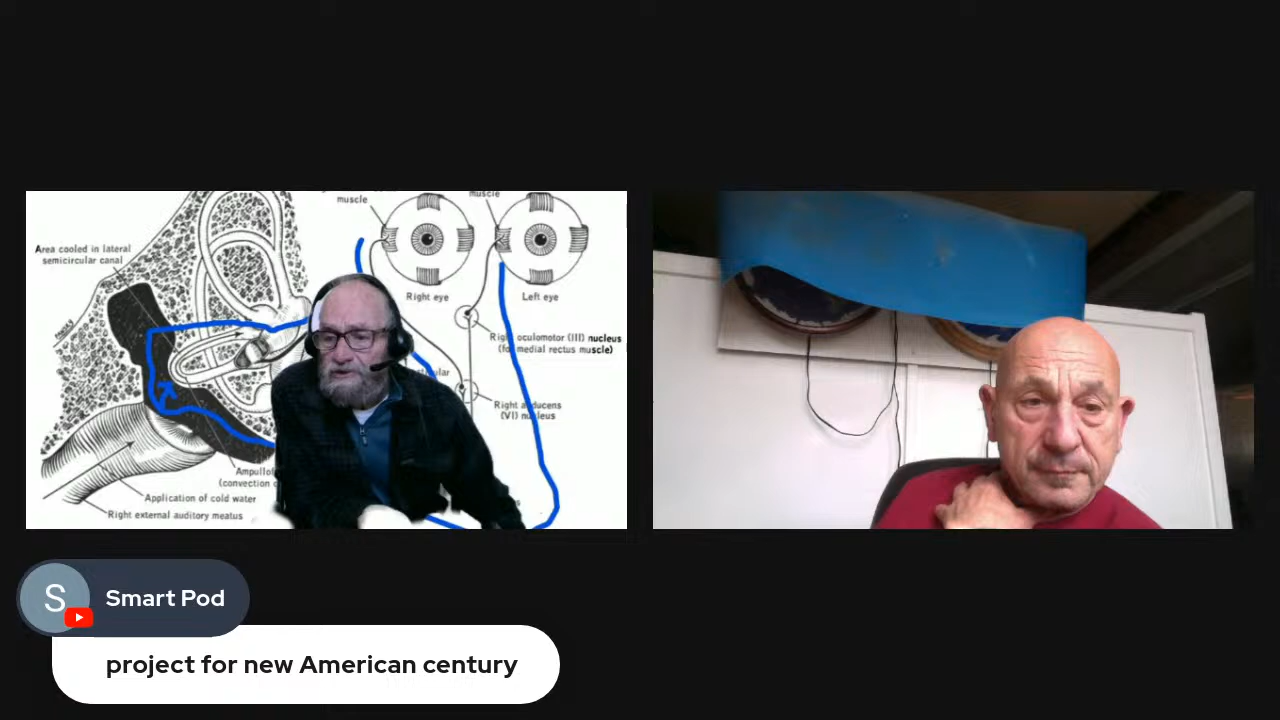 muscle
muscle
Area cooled in lateral
semicircular canal
Right eye
Left eye
Right oculomotor (III) nucleus
(for medial rectus muscle)
Right abducens
(VI) nucleus
(convection
Application of cold water
Right external auditory meatus
S
Smart Pod
project for new American century